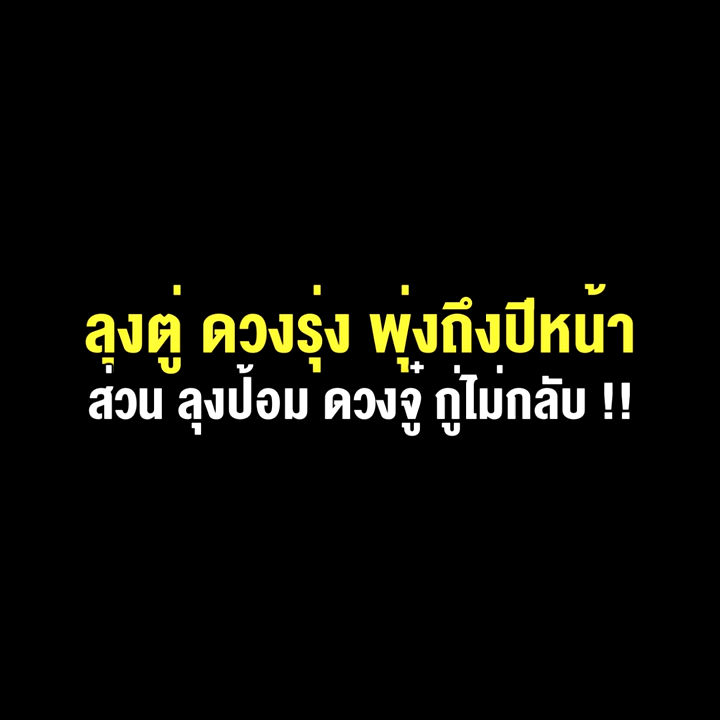 ลุงตู่ ดวงรุ่ง พุ่งถึงปีหน้า
ส่วน ลุงป้อม ดวงจู๋ กู่ไม่กลับ !!